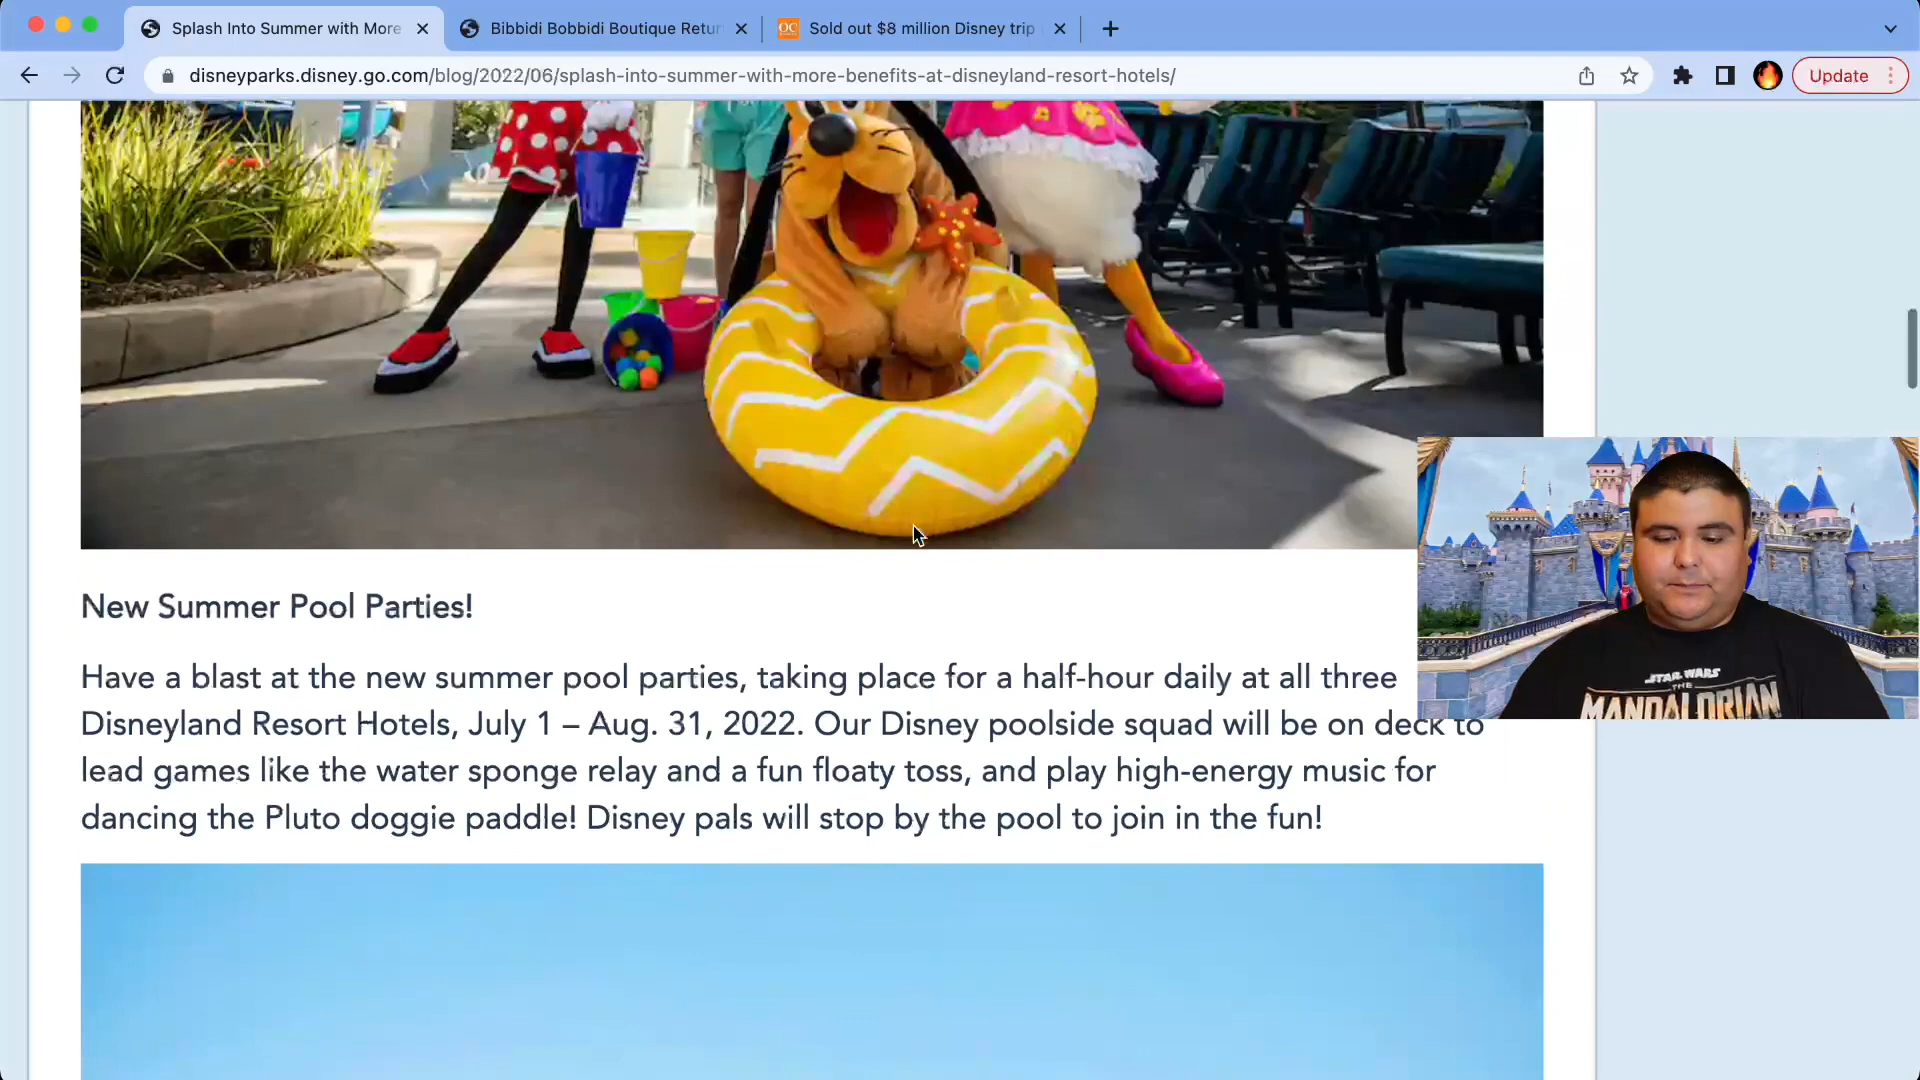 Splash Into Summer with More
Bibbidi Bobbidi Boutique Retur
OC
Sold out $8 million Disney trip
disneyparks.disney.go.com/blog/2022/06/splash-into-summer-with-more-benefits-at-disneyland-resort-hotels/
Update
New Summer Pool Parties!
Have a blast at the new summer pool parties, taking place for a half-hour daily at all three
Disneyland Resort Hotels, July 1 – Aug. 31, 2022. Our Disney poolside squad will be on deck to
lead games like the water sponge relay and a fun floaty toss, and play high-energy music for
dancing the Pluto doggie paddle! Disney pals will stop by the pool to join in the fun!
STAR WARS
THE
MANDALORIAN